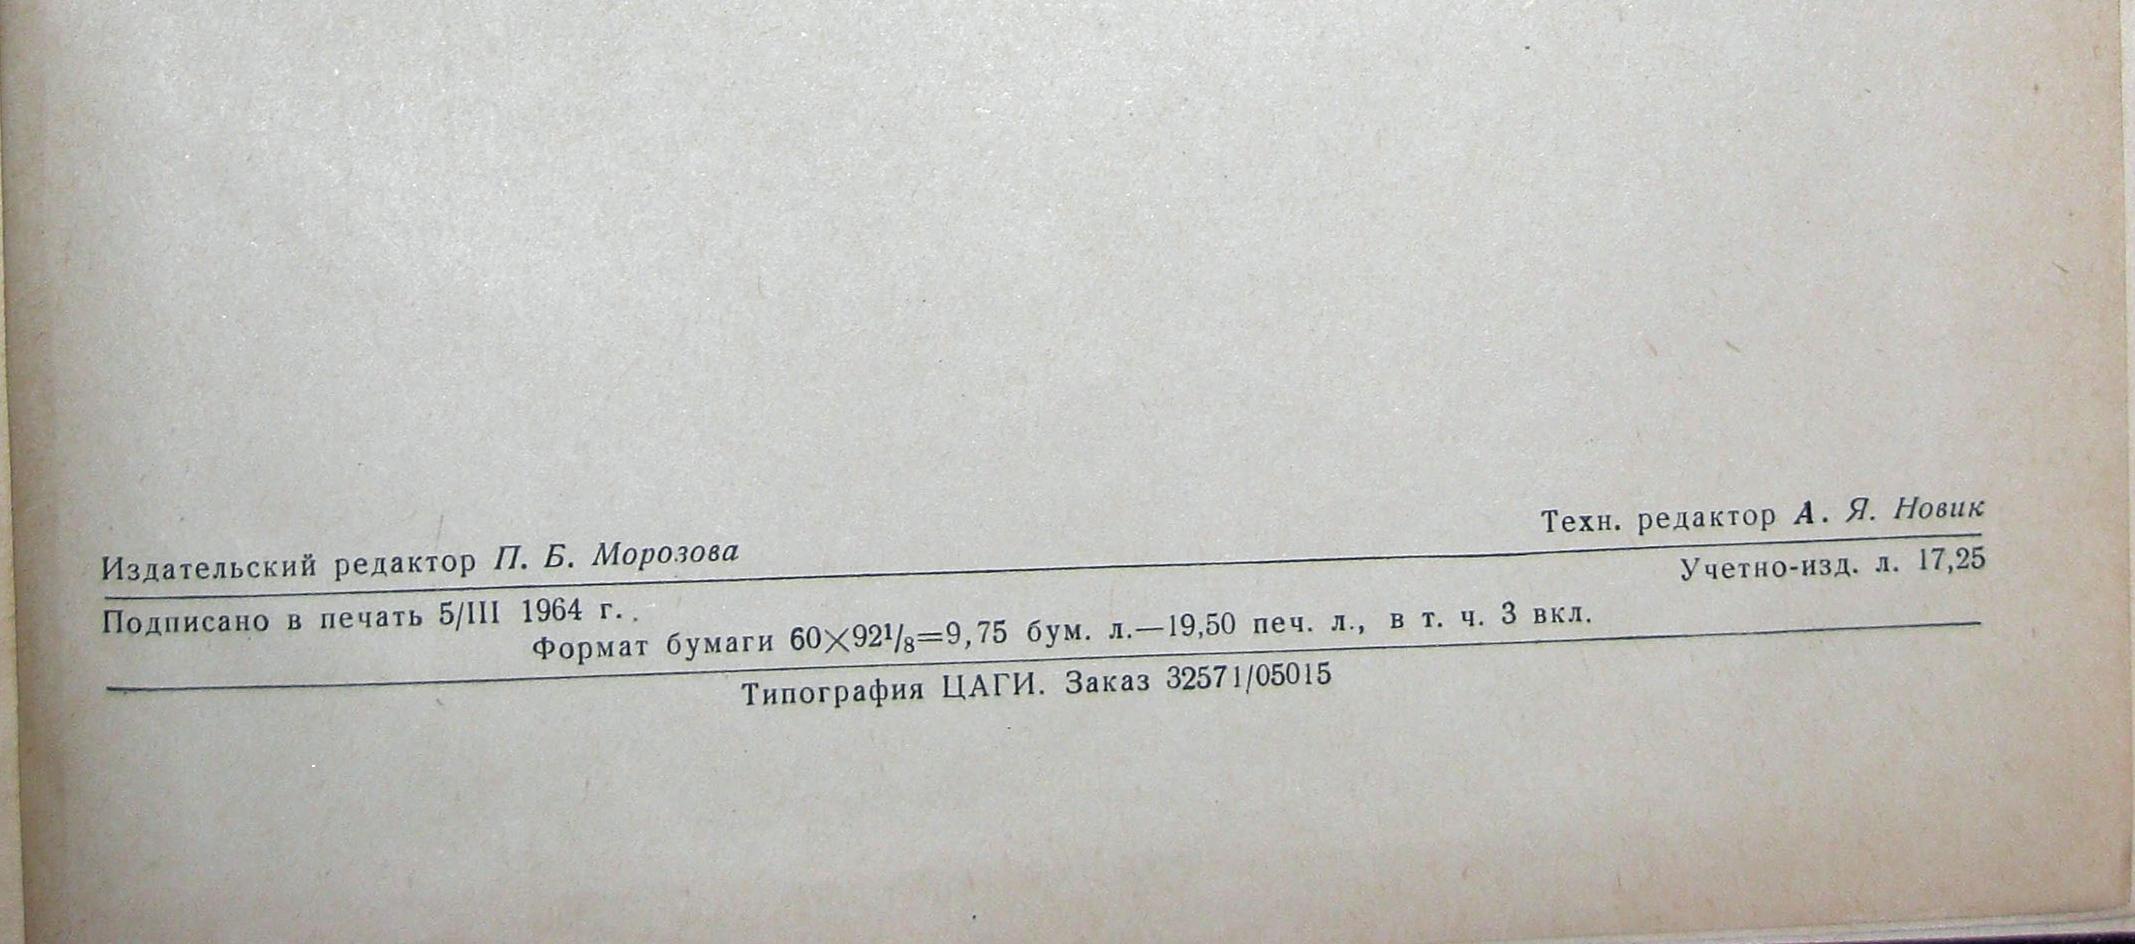 Издательский редактор П. Б. Морозова Техн. редактор А. Я. Новик
Подписано в печать 5/III 1964 г. Учетно-изд. л. 17,25
Формат бумаги 60×92¹/₈=9,75 бум. л.—19,50 печ. л., в т. ч. 3 вкл.
Типография ЦАГИ. Заказ 32571/05015